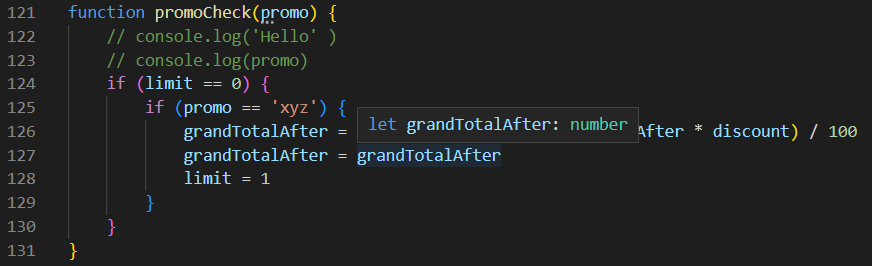 121 function promoCheck(promo) {
122 // console.log('Hello' )
123 // console.log(promo)
124 if (limit == 0) {
125 if (promo == 'xyz') {
let grandTotalAfter: number
126 grandTotalAfter = After * discount) / 100
127 grandTotalAfter = grandTotalAfter
128 limit = 1
129 }
130 }
131 }